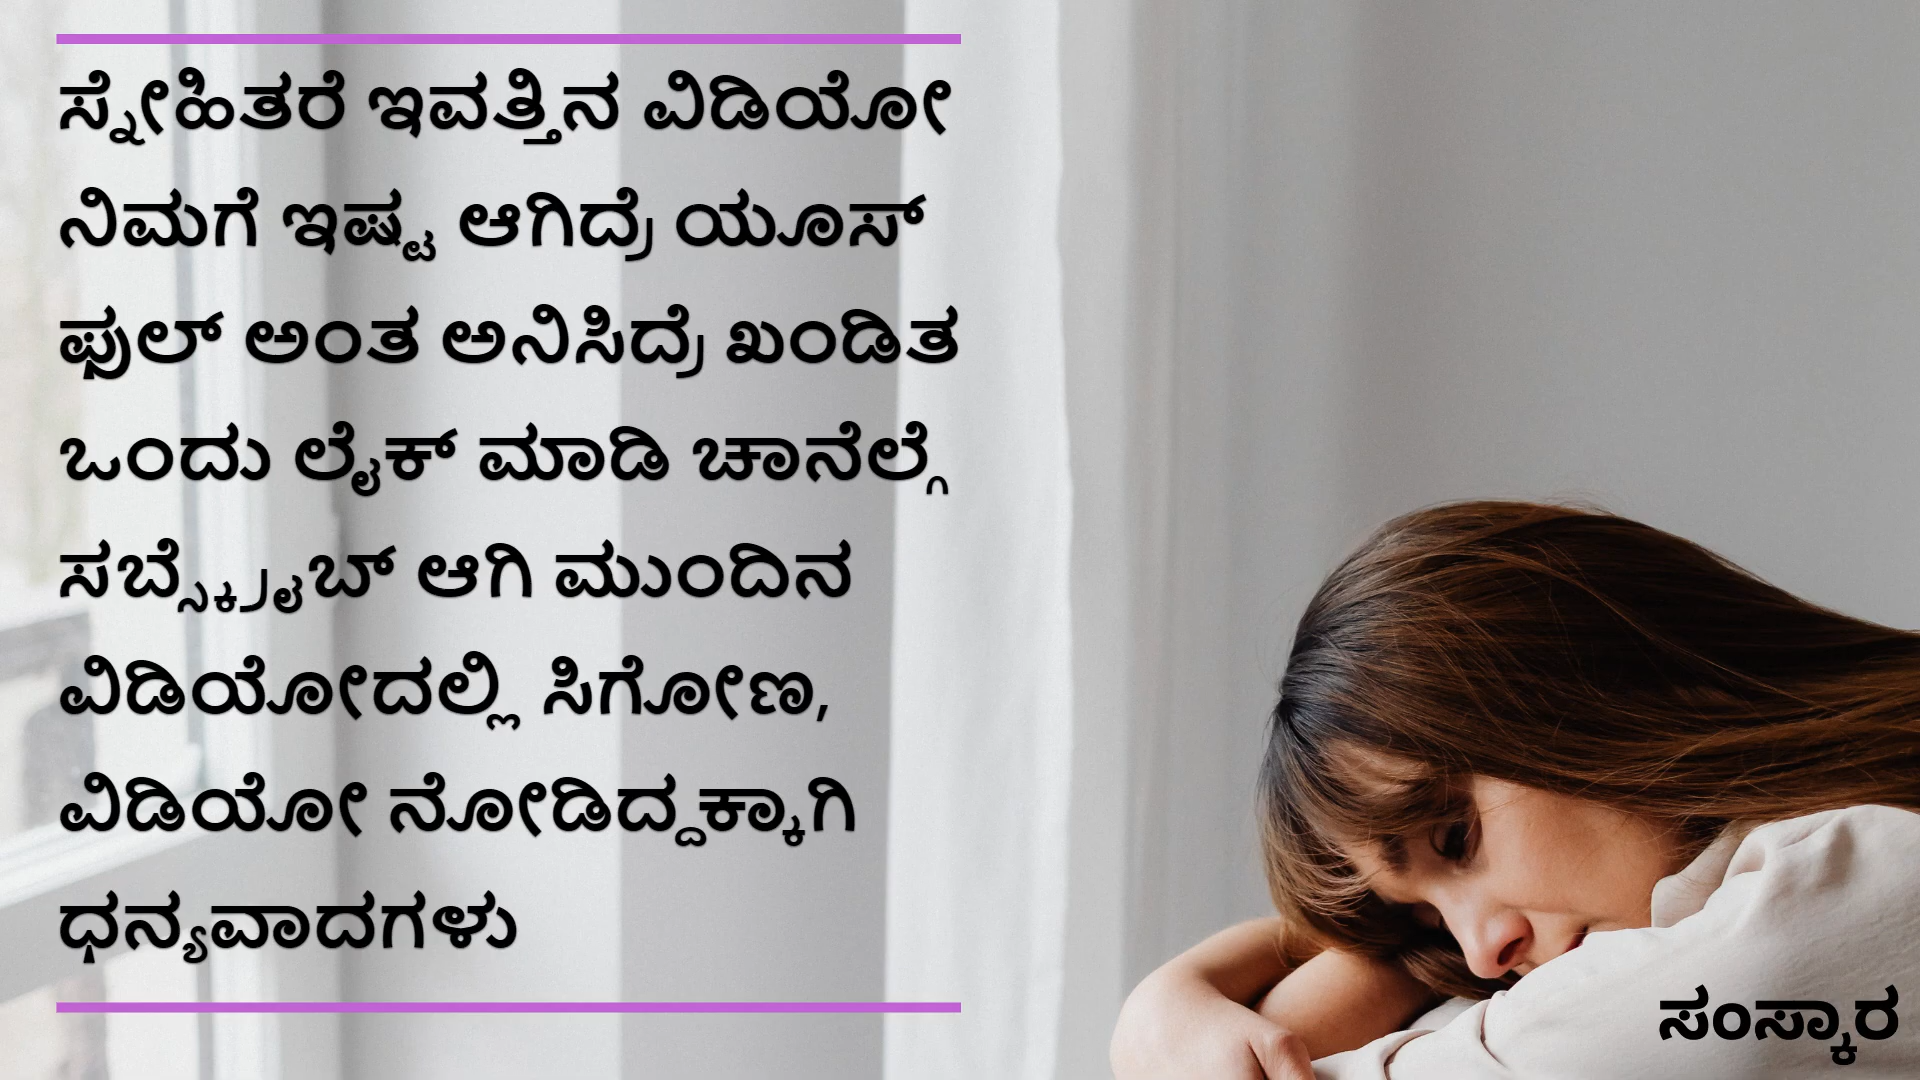 ಸ್ನೇಹಿತರೆ ಇವತ್ತಿನ ವಿಡಿಯೋ
ನಿಮಗೆ ಇಷ್ಟ ಆಗಿದ್ರೆ ಯೂಸ್
ಫುಲ್ ಅಂತ ಅನಿಸಿದ್ರೆ ಖಂಡಿತ
ಒಂದು ಲೈಕ್ ಮಾಡಿ ಚಾನೆಲ್ಗೆ
ಸಬ್ಸ್ಕ್ರೈಬ್ ಆಗಿ ಮುಂದಿನ
ವಿಡಿಯೋದಲ್ಲಿ ಸಿಗೋಣ,
ವಿಡಿಯೋ ನೋಡಿದ್ದಕ್ಕಾಗಿ
ಧನ್ಯವಾದಗಳು
ಸಂಸ್ಕಾರ